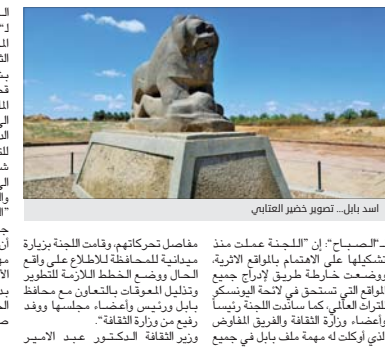 اسد بابل... تصوير خضير العتابي
لـ"الصباح": إن "اللجنة عملت منذ
تشكيلها على الاهتمام بالمواقع الاثرية،
ووضعت خارطة طريق لإدراج جميع
المواقع التي تستحق في لائحة اليونسكو
للتراث العالمي، كما ساندت اللجنة رئيساً
وأعضاء وزارة الثقافة والفريق المفاوض
الذي أوكلت له مهمة ملف بابل في جميع
مفاصل تحركاتهم، وقامت اللجنة بزيارة
ميدانية للمحافظة للاطلاع على واقع
الحال ووضع الخطط اللازمة للتطوير
وتذليل المعوقات بالتعاون مع محافظ
بابل ورئيس وأعضاء مجلسها ووفد
رفيع من وزارة الثقافة".
وزير الثقافة الدكتور عبد الامير